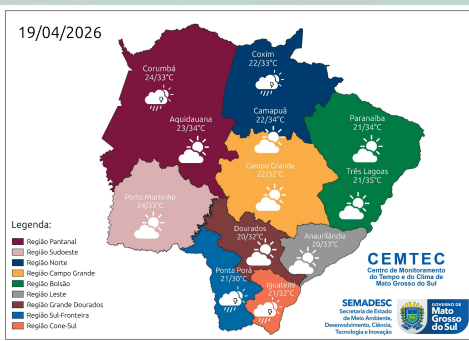 19/04/2026
Coxim
22/33°C
Corumbá
24/33°C
Camapuã
22/34°C
Aquidauana
23/34°C
Paranaíba
21/34°C
Campo Grande
22/32°C
Três Lagoas
21/35°C
Porto Murtinho
24/33°C
Dourados
20/32°C
Anaurilândia
20/33°C
Ponta Porã
21/30°C
Iguatemi
21/32°C
Legenda:
Região Pantanal
Região Sudoeste
Região Norte
Região Campo Grande
Região Bolsão
Região Leste
Região Grande Dourados
Região Sul-Fronteira
Região Cone-Sul
CEMTEC
Centro de Monitoramento
do Tempo e do Clima de
Mato Grosso do Sul
SEMADESC
Secretaria de Estado
de Meio Ambiente,
Desenvolvimento, Ciência,
Tecnologia e Inovação
GOVERNO DE
Mato
Grosso
do Sul